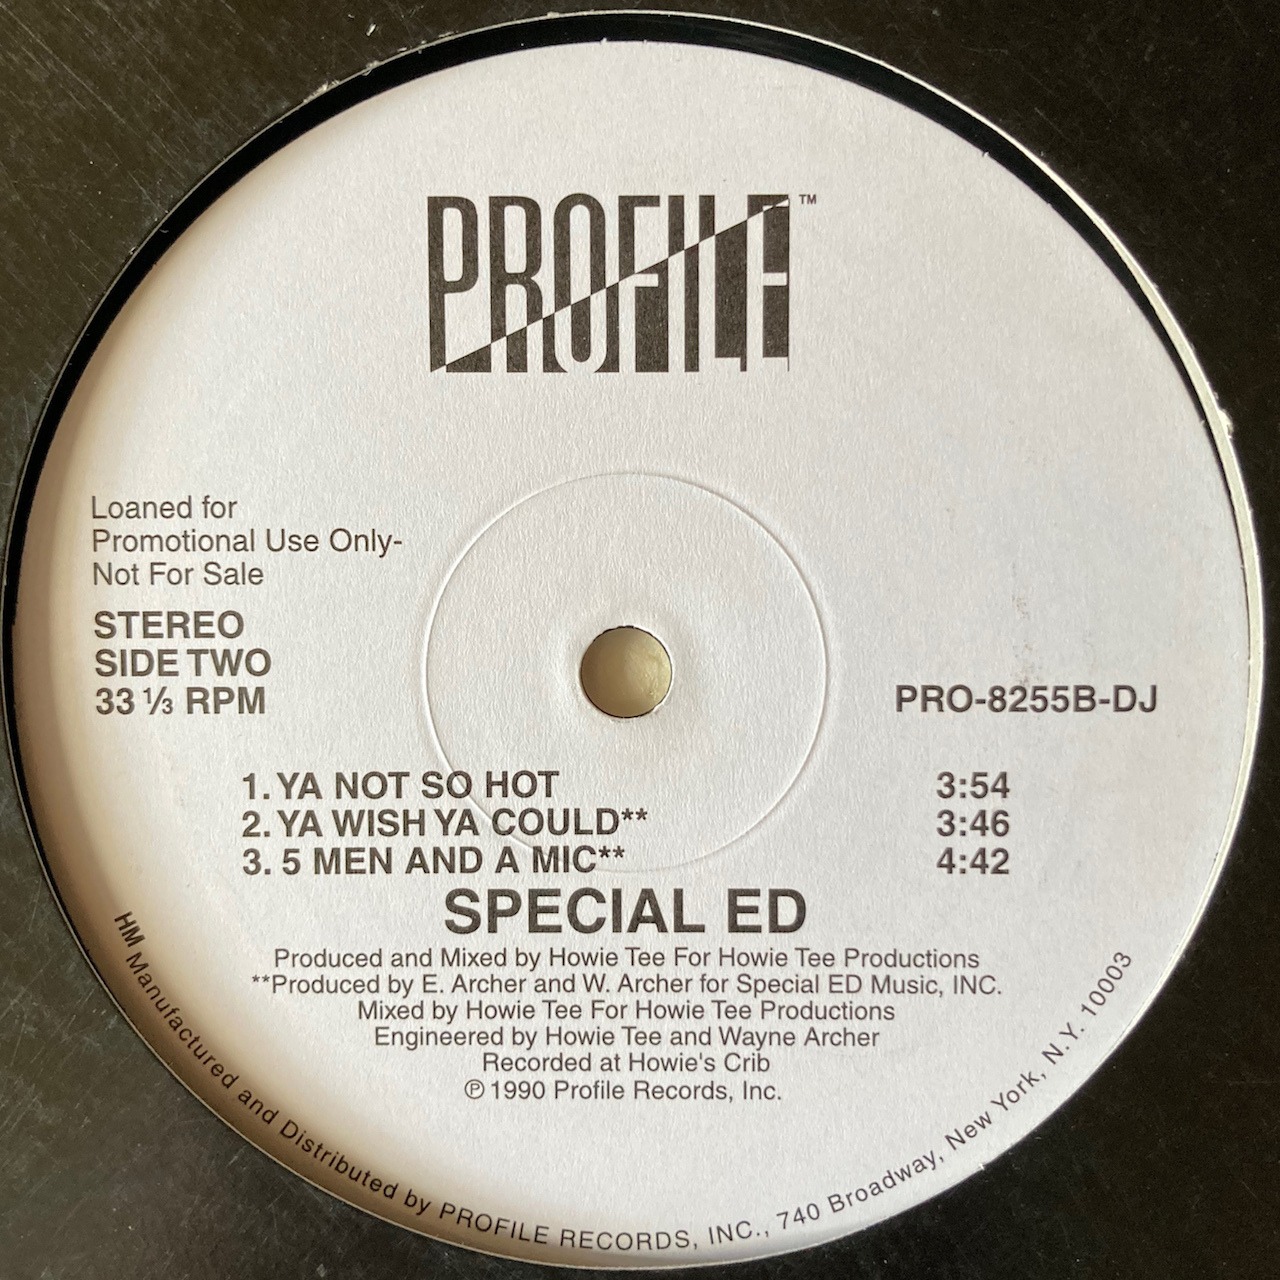 PROFILE™
Loaned for
Promotional Use Only-
Not For Sale
STEREO
SIDE TWO
33 ⅓ RPM
PRO-8255B-DJ
1. YA NOT SO HOT 3:54
2. YA WISH YA COULD** 3:46
3. 5 MEN AND A MIC** 4:42
SPECIAL ED
Produced and Mixed by Howie Tee For Howie Tee Productions
**Produced by E. Archer and W. Archer for Special ED Music, INC.
Mixed by Howie Tee For Howie Tee Productions
Engineered by Howie Tee and Wayne Archer
Recorded at Howie's Crib
℗ 1990 Profile Records, Inc.
HM Manufactured and Distributed by PROFILE RECORDS, INC., 740 Broadway, New York, N.Y. 10003